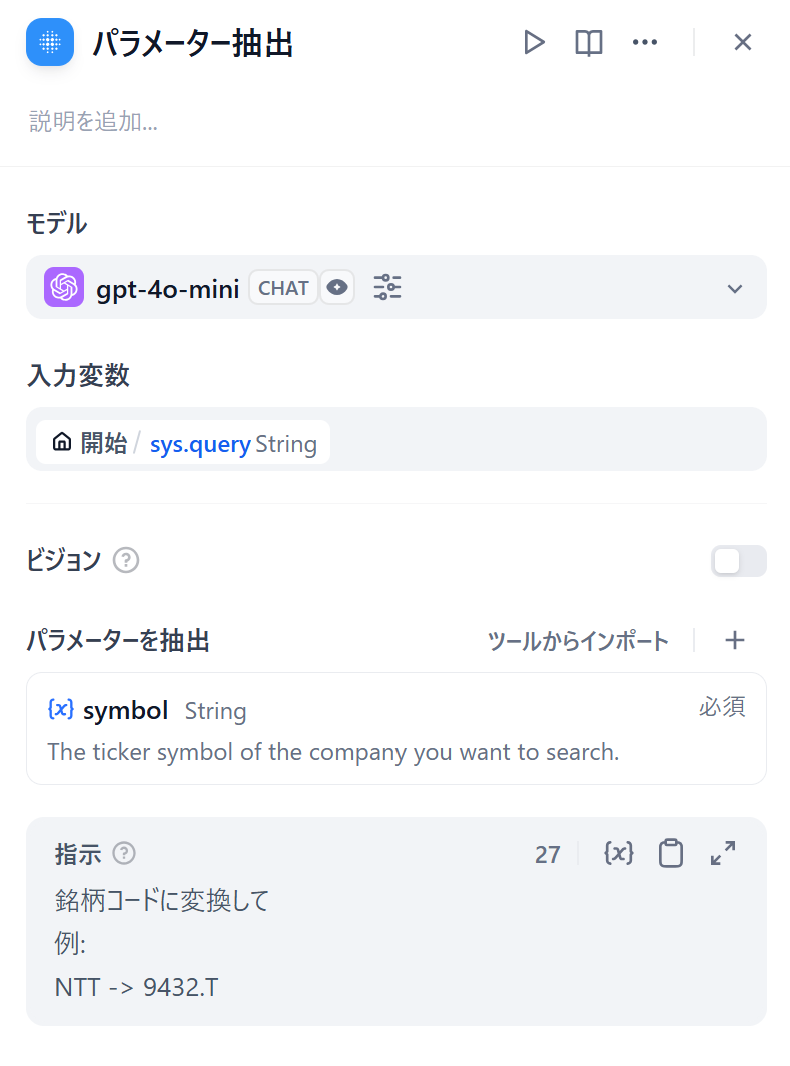 パラメーター抽出
説明を追加...
モデル
gpt-4o-mini CHAT
入力変数
開始 / sys.query String
ビジョン ?
パラメーターを抽出 ツールからインポート +
{x} symbol String 必須
The ticker symbol of the company you want to search.
指示 ? 27 {x}
銘柄コードに変換して
例:
NTT -> 9432.T